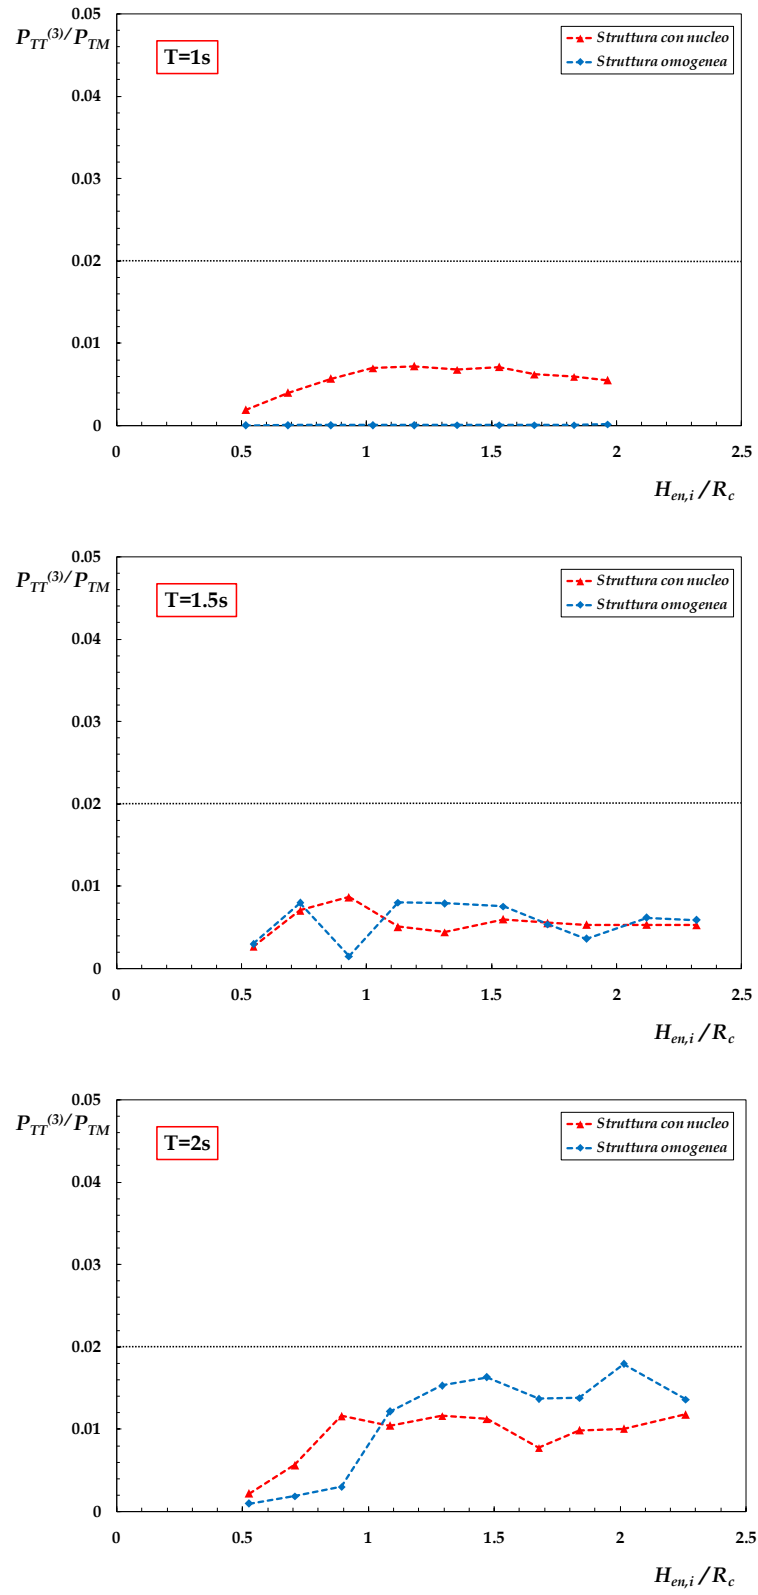 P_TT^(3)/P_TM
0.05
T=1s
Struttura con nucleo
Struttura omogenea
0.04
0.03
0.02
0.01
0
0 0.5 1 1.5 2 2.5
H_en,i /R_c
P_TT^(3)/P_TM
0.05
T=1.5s
Struttura con nucleo
Struttura omogenea
0.04
0.03
0.02
0.01
0
0 0.5 1 1.5 2 2.5
H_en,i /R_c
P_TT^(3)/P_TM
0.05
T=2s
Struttura con nucleo
Struttura omogenea
0.04
0.03
0.02
0.01
0
0 0.5 1 1.5 2 2.5
H_en,i /R_c